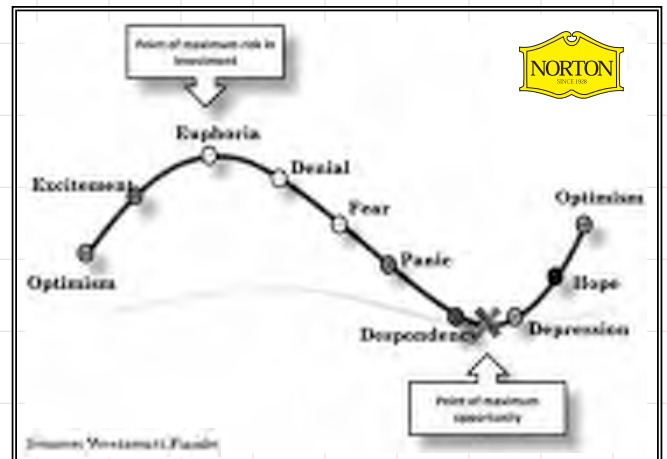 Point of maximum risk in
investment
NORTON
SINCE 1928
Euphoria
Denial
Excitement
Optimism
Fear
Panic
Optimism
Hope
Despondency
Depression
Point of maximum
opportunity